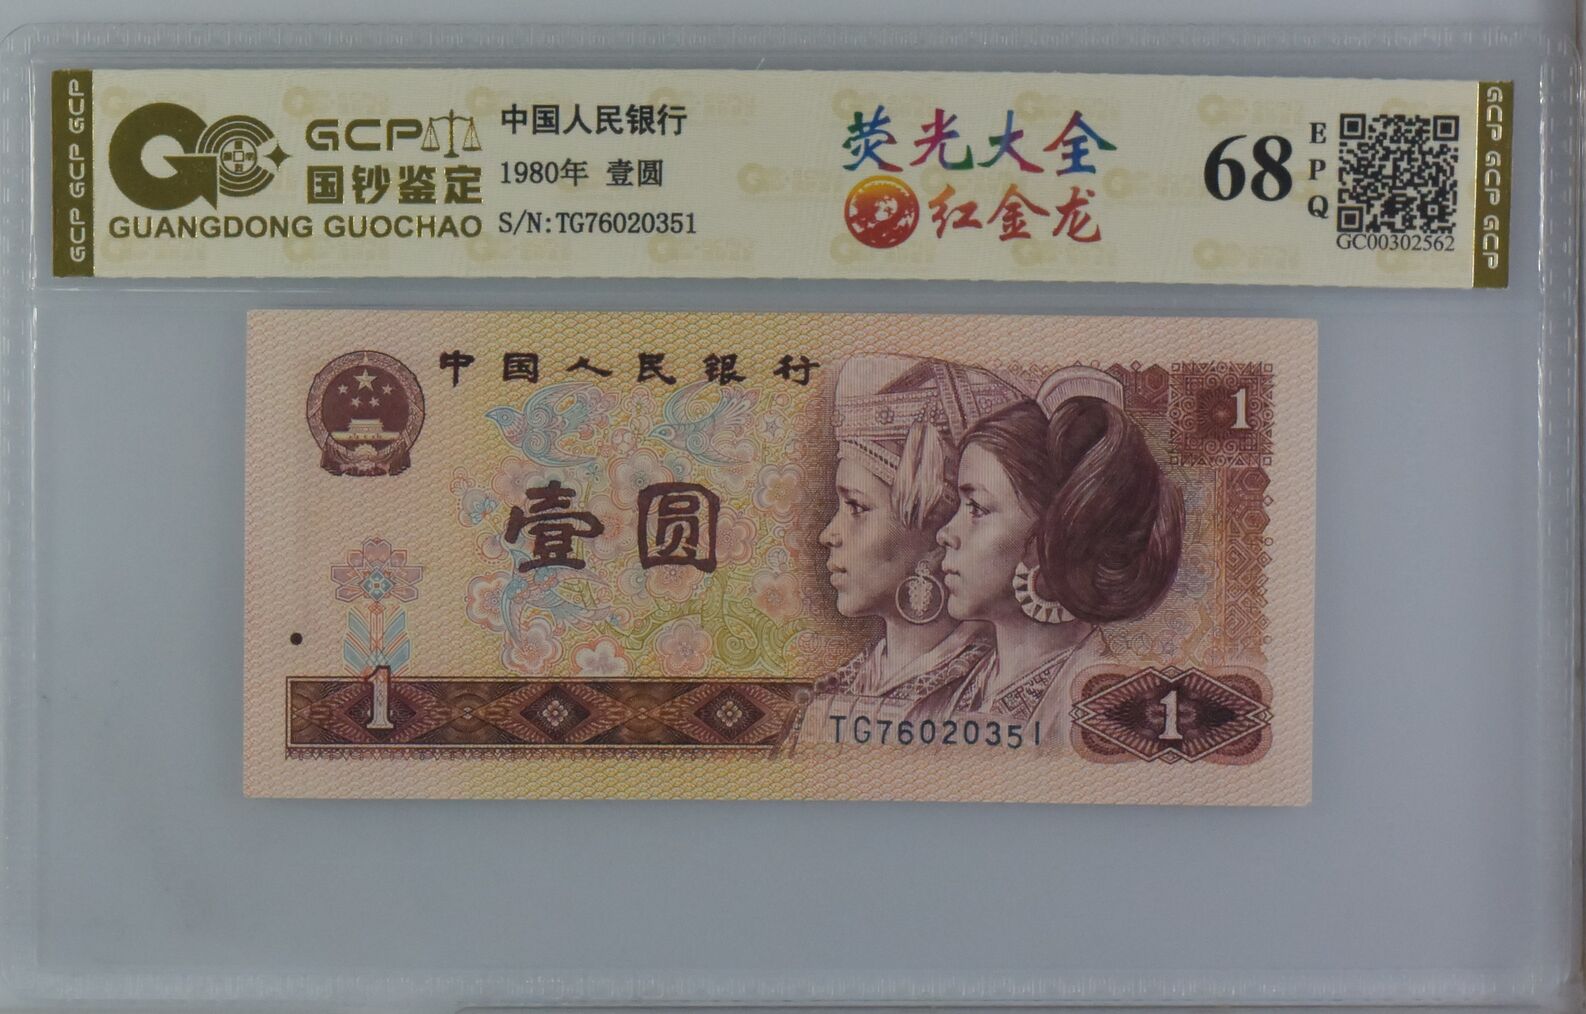 GCP GCP GCP
GCP
国钞鉴定
GUANGDONG GUOCHAO
中国人民银行
1980年 壹圆
S/N:TG76020351
荧光大全
红金龙
68
EPQ
GC00302562
GCP GCP GCP
中国人民银行
1
壹圆
1
TG76020351
1